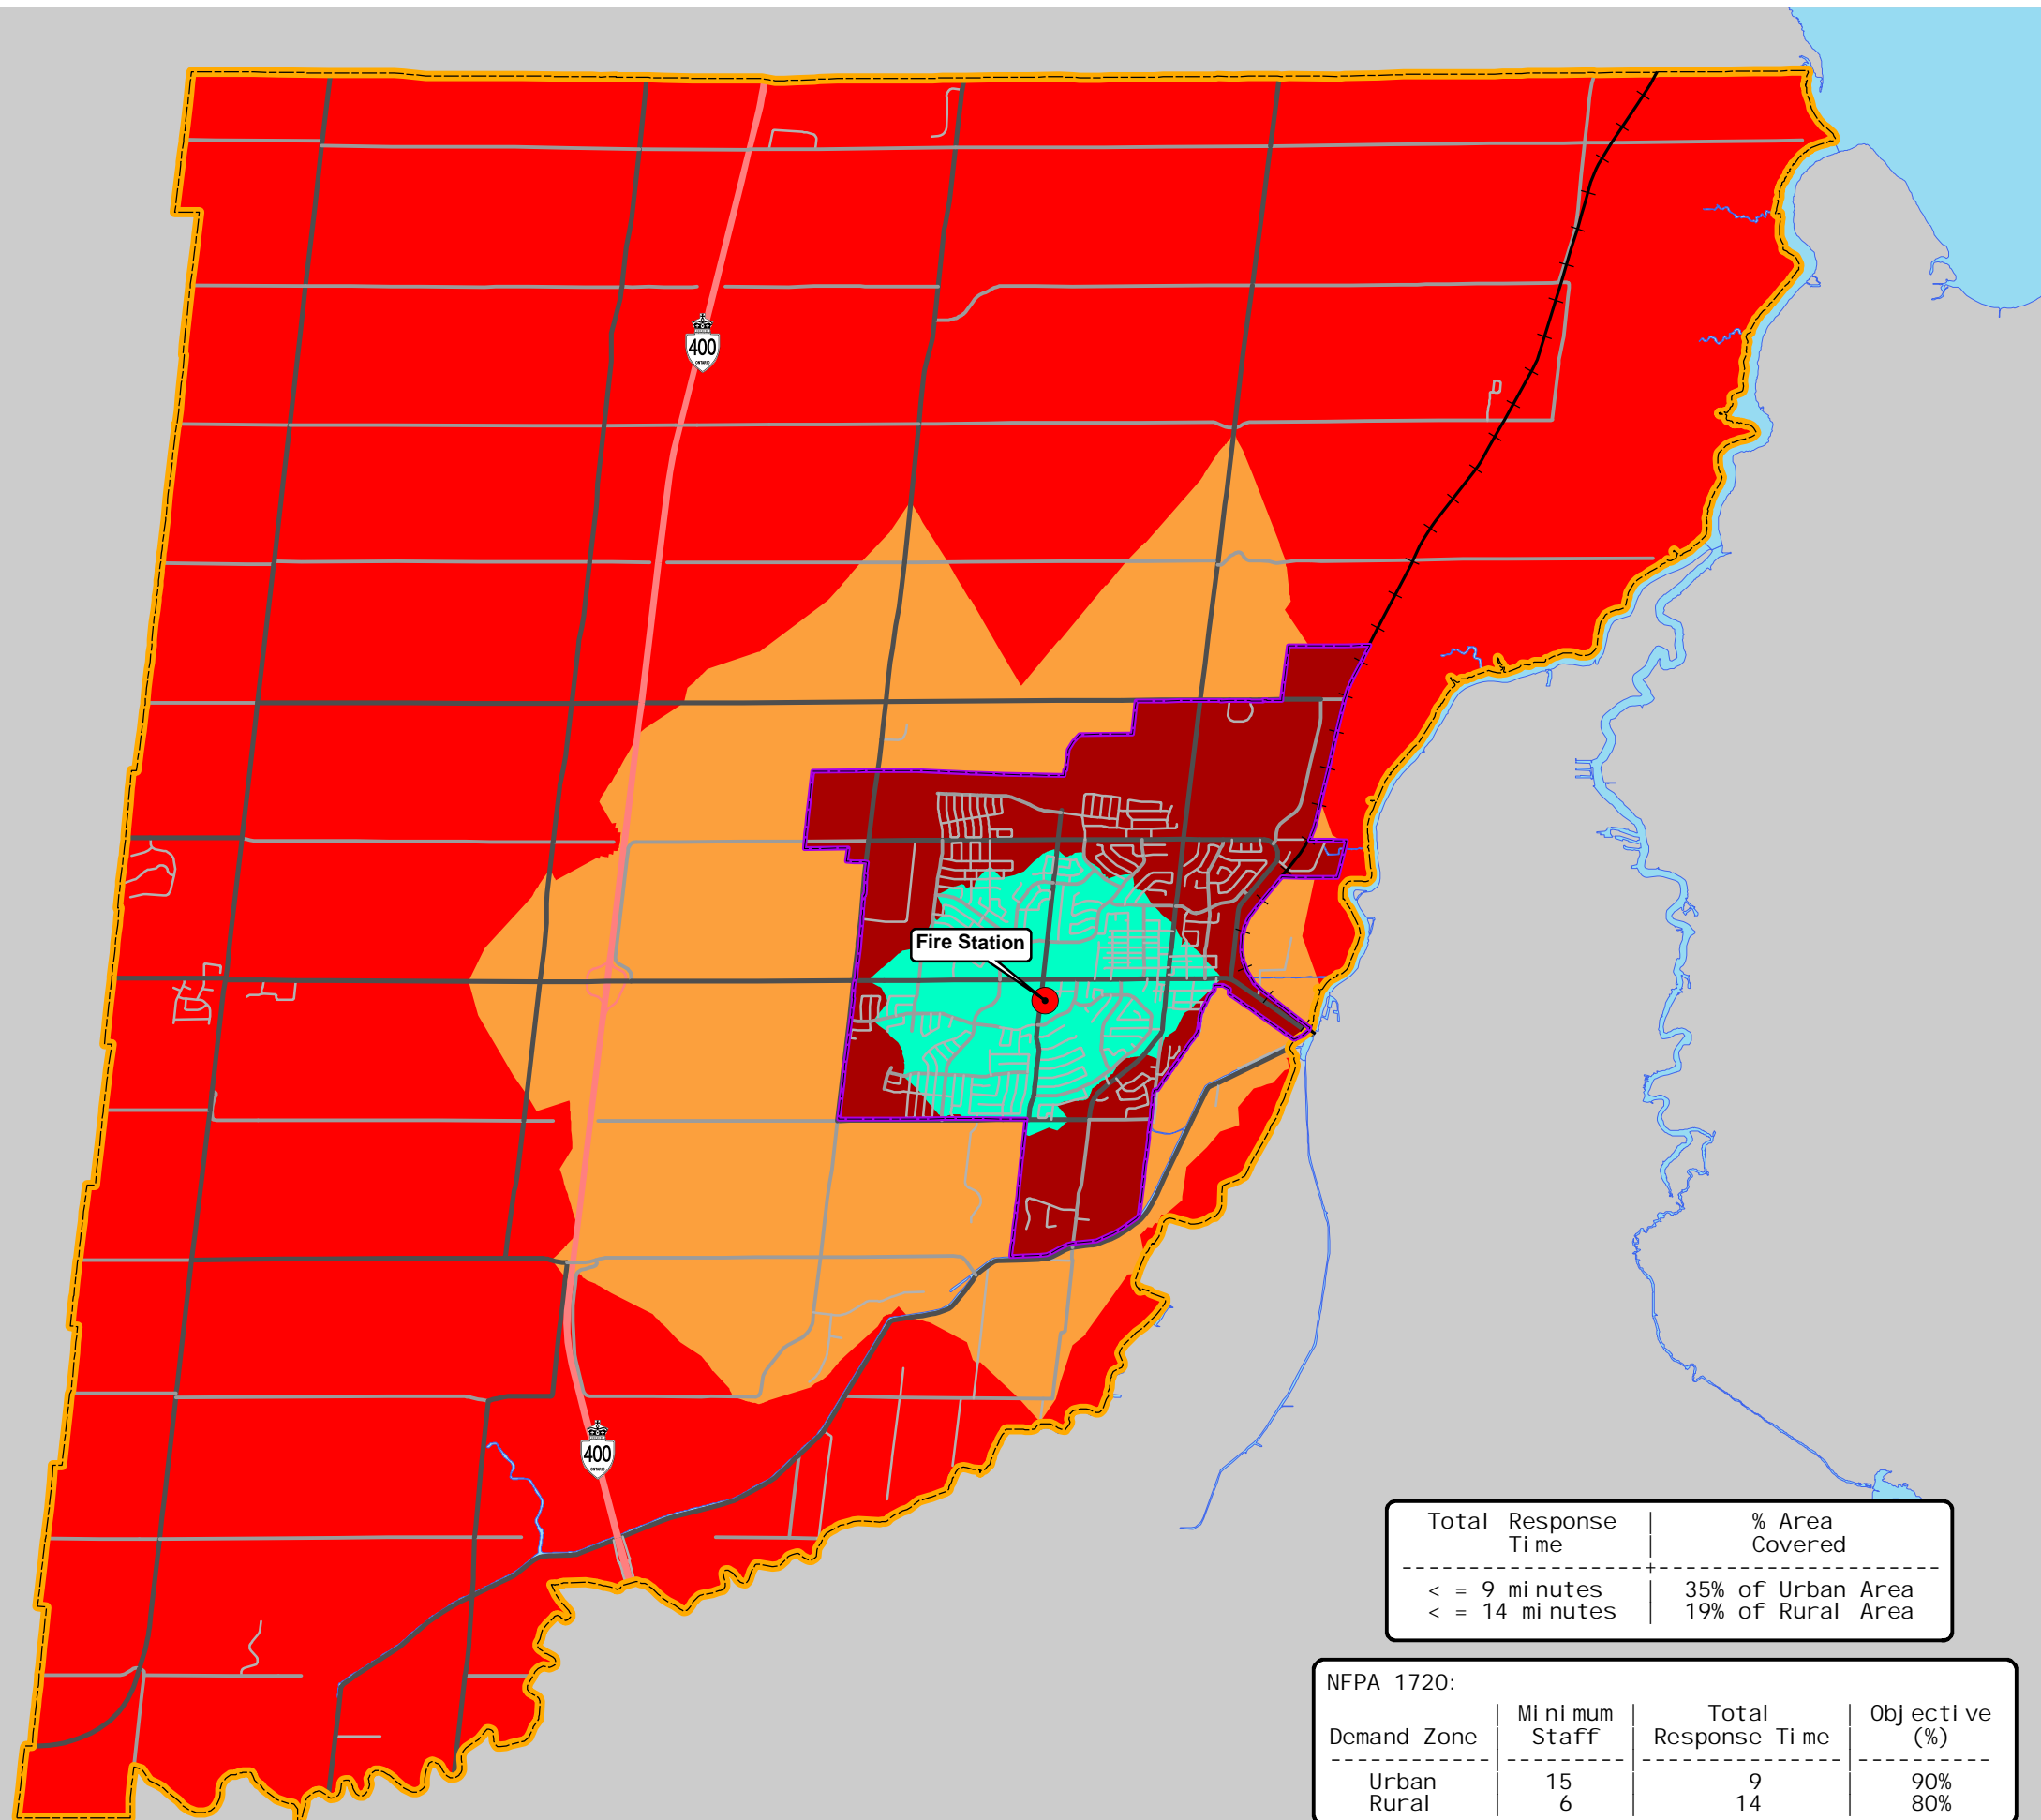 400
ONTARIO
Fire Station
400
ONTARIO
Total Response | % Area
Time | Covered
------------------+----------------------
< = 9 minutes | 35% of Urban Area
< = 14 minutes | 19% of Rural Area
NFPA 1720:
| Minimum | Total | Objective
Demand Zone | Staff | Response Time | (%)
------------|---------|---------------|----------
Urban | 15 | 9 | 90%
Rural | 6 | 14 | 80%